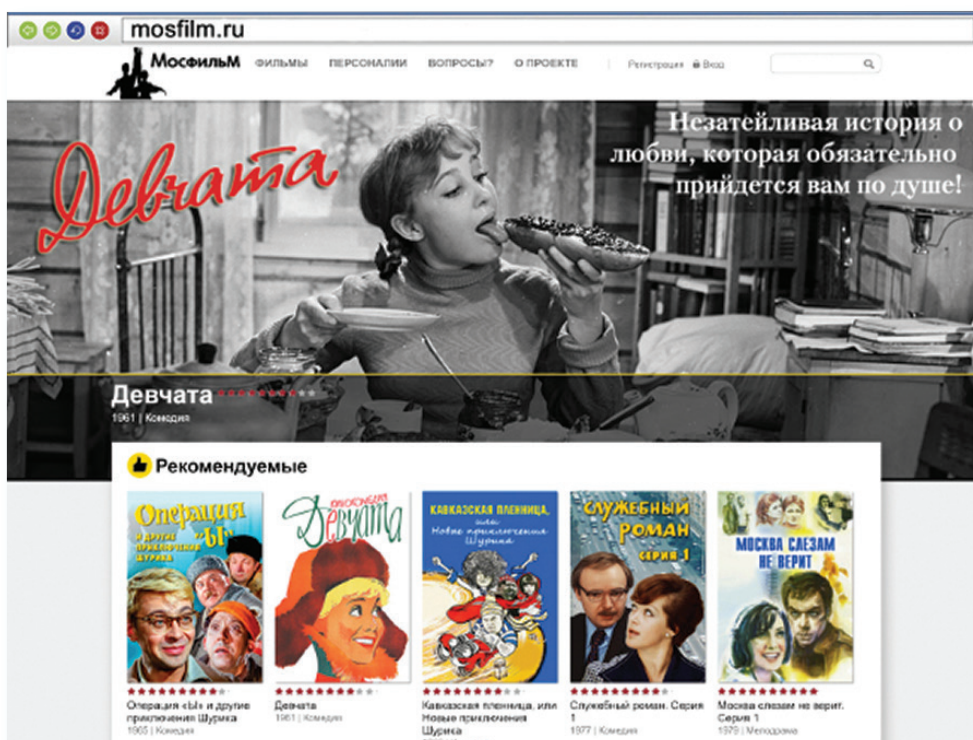 mosfilm.ru
Мосфильм ФИЛЬМЫ ПЕРСОНАЛИИ ВОПРОСЫ? О ПРОЕКТЕ Регистрация Вход
Девчата
Незатейливая история о
любви, которая обязательно
прийдется вам по душе!
Девчата
1961 | Комедия
Рекомендуемые
Операция
"Ы"
И ДРУГИЕ
ПРИКЛЮЧЕНИЯ
ШУРИКА
Девчата
КАВКАЗСКАЯ ПЛЕННИЦА,
или
Новые приключения
Шурика
СЛУЖЕБНЫЙ
РОМАН
СЕРИЯ 1
МОСКВА СЛЕЗАМ
НЕ ВЕРИТ
Операция «Ы» и другие
приключения Шурика
1965 | Комедия
Девчата
1961 | Комедия
Кавказская пленница, или
Новые приключения
Шурика
Служебный роман. Серия
1
1977 | Комедия
Москва слезам не верит.
Серия 1
1979 | Мелодрама